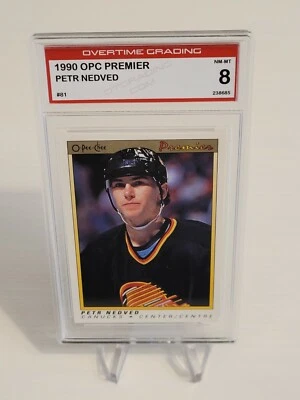 OVERTIME GRADING
1990 OPC PREMIER
NM-MT
PETR NEDVED
8
#81
238685
O-Pee-Chee
Premier
PETR NEDVED
CANUCKS • CENTER/CENTRE